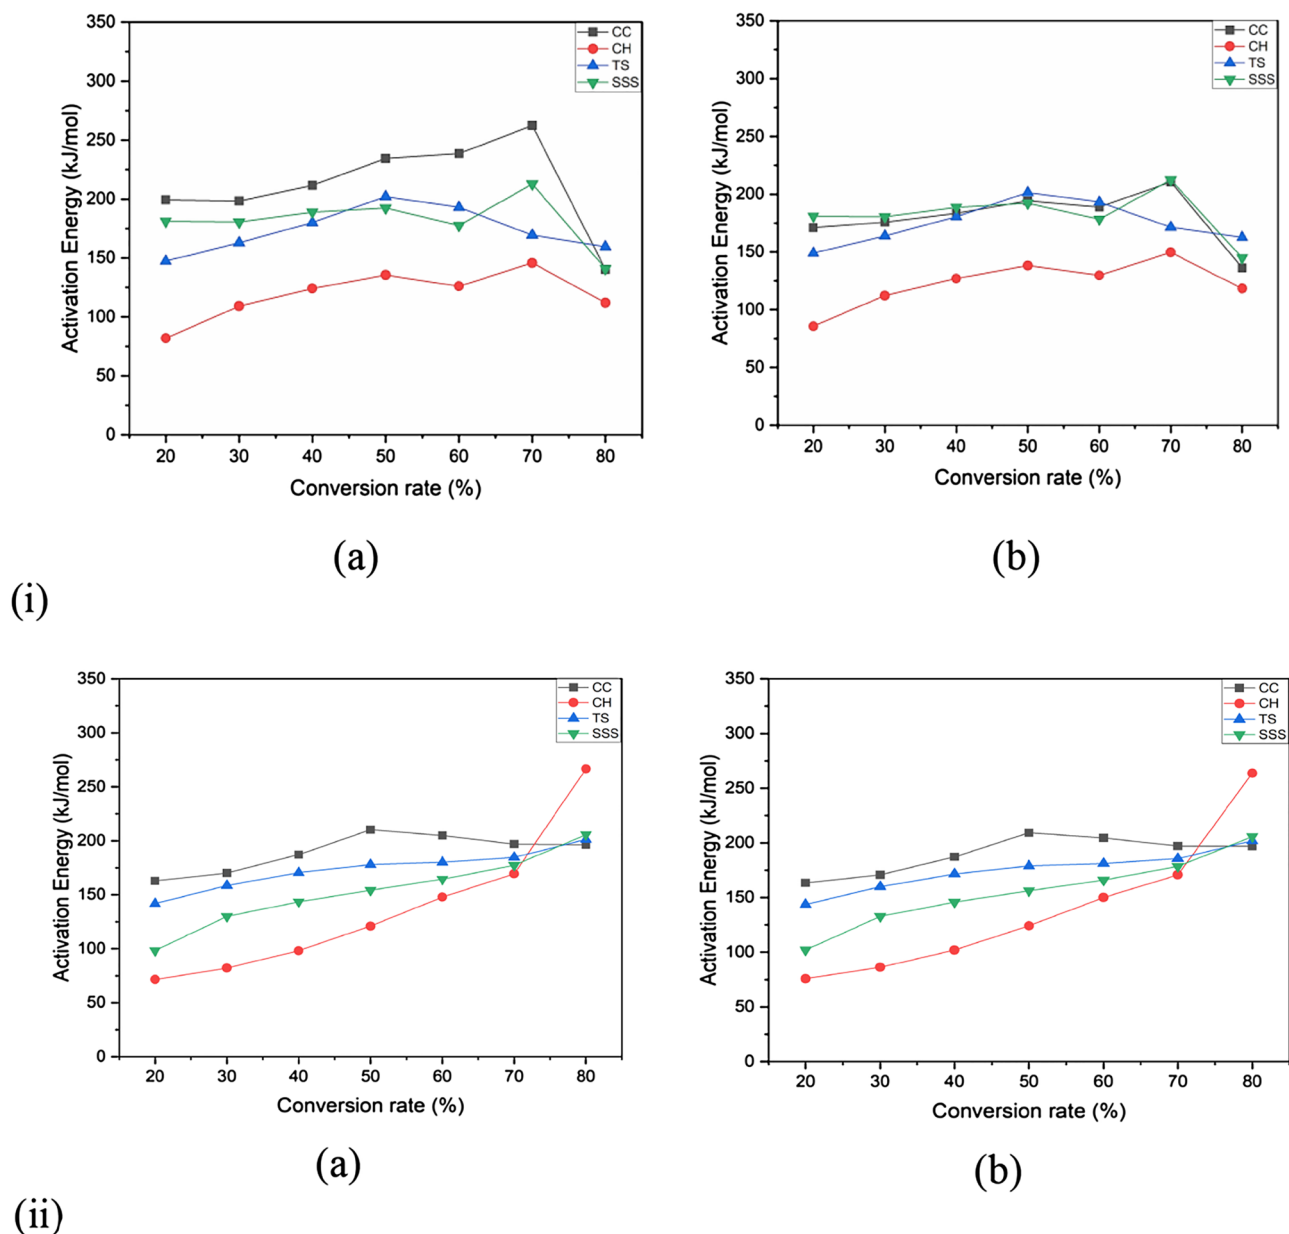 350
300
250
200
150
100
50
0
Activation Energy (kJ/mol)
CC
CH
TS
SSS
20 30 40 50 60 70 80
Conversion rate (%)
(a)
350
300
250
200
150
100
50
0
Activation Energy (kJ/mol)
CC
CH
TS
SSS
20 30 40 50 60 70 80
Conversion rate (%)
(b)
(i)
350
300
250
200
150
100
50
0
Activation Energy (kJ/mol)
CC
CH
TS
SSS
20 30 40 50 60 70 80
Conversion rate (%)
(a)
350
300
250
200
150
100
50
0
Activation Energy (kJ/mol)
CC
CH
TS
SSS
20 30 40 50 60 70 80
Conversion rate (%)
(b)
(ii)